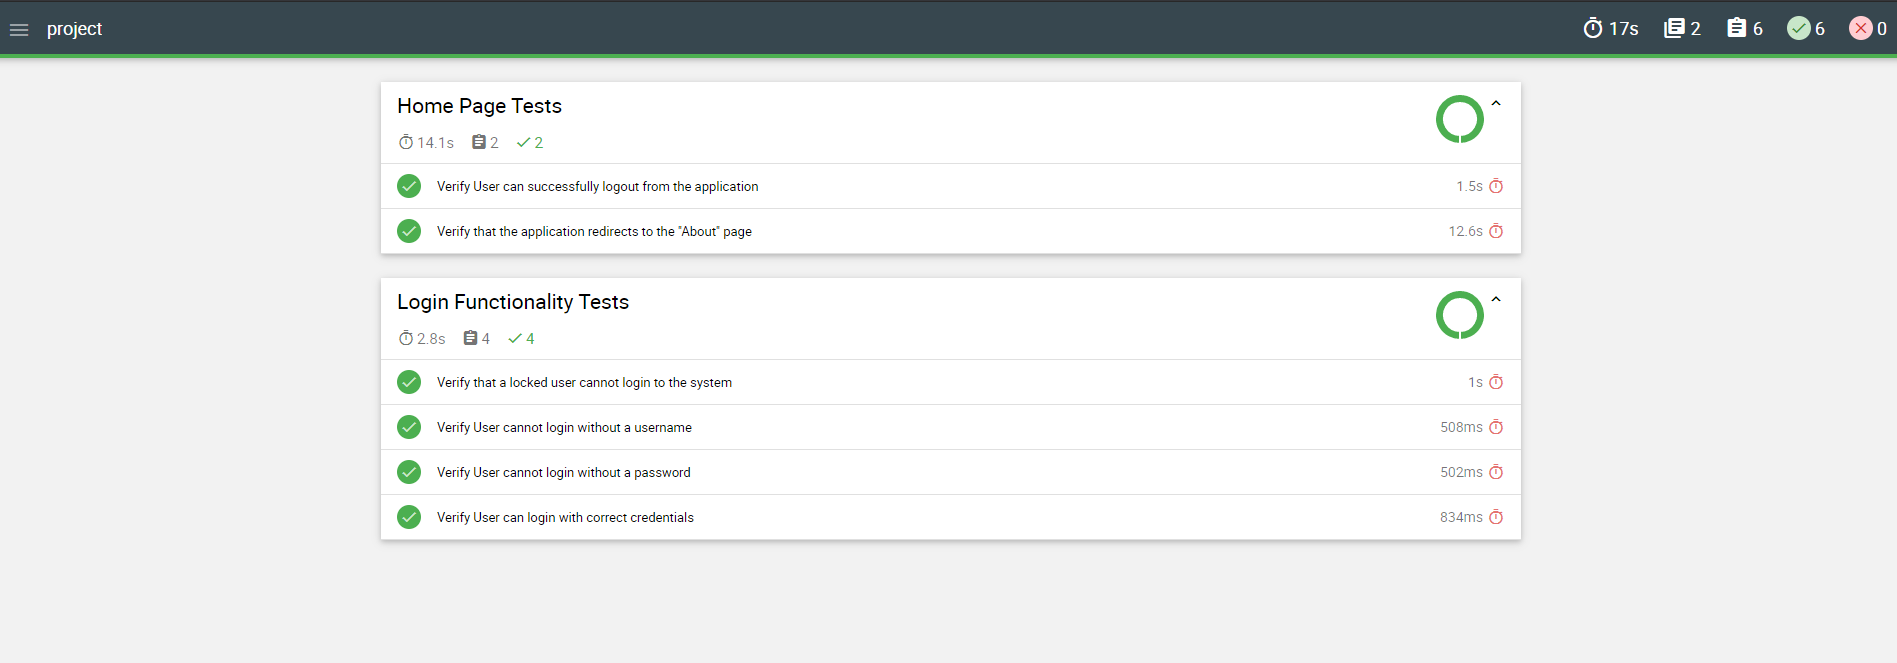 project 17s 2 6 6 0
Home Page Tests
14.1s 2 2
Verify User can successfully logout from the application 1.5s
Verify that the application redirects to the "About" page 12.6s
Login Functionality Tests
2.8s 4 4
Verify that a locked user cannot login to the system 1s
Verify User cannot login without a username 508ms
Verify User cannot login without a password 502ms
Verify User can login with correct credentials 834ms